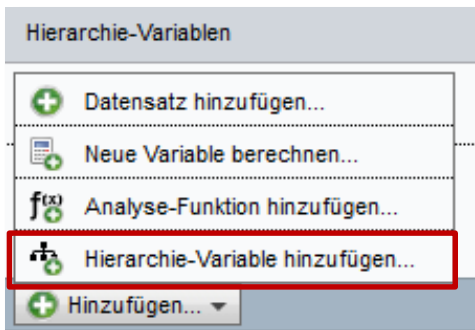 Hierarchie-Variablen
Datensatz hinzufügen...
Neue Variable berechnen...
f(x) Analyse-Funktion hinzufügen...
Hierarchie-Variable hinzufügen...
Hinzufügen...